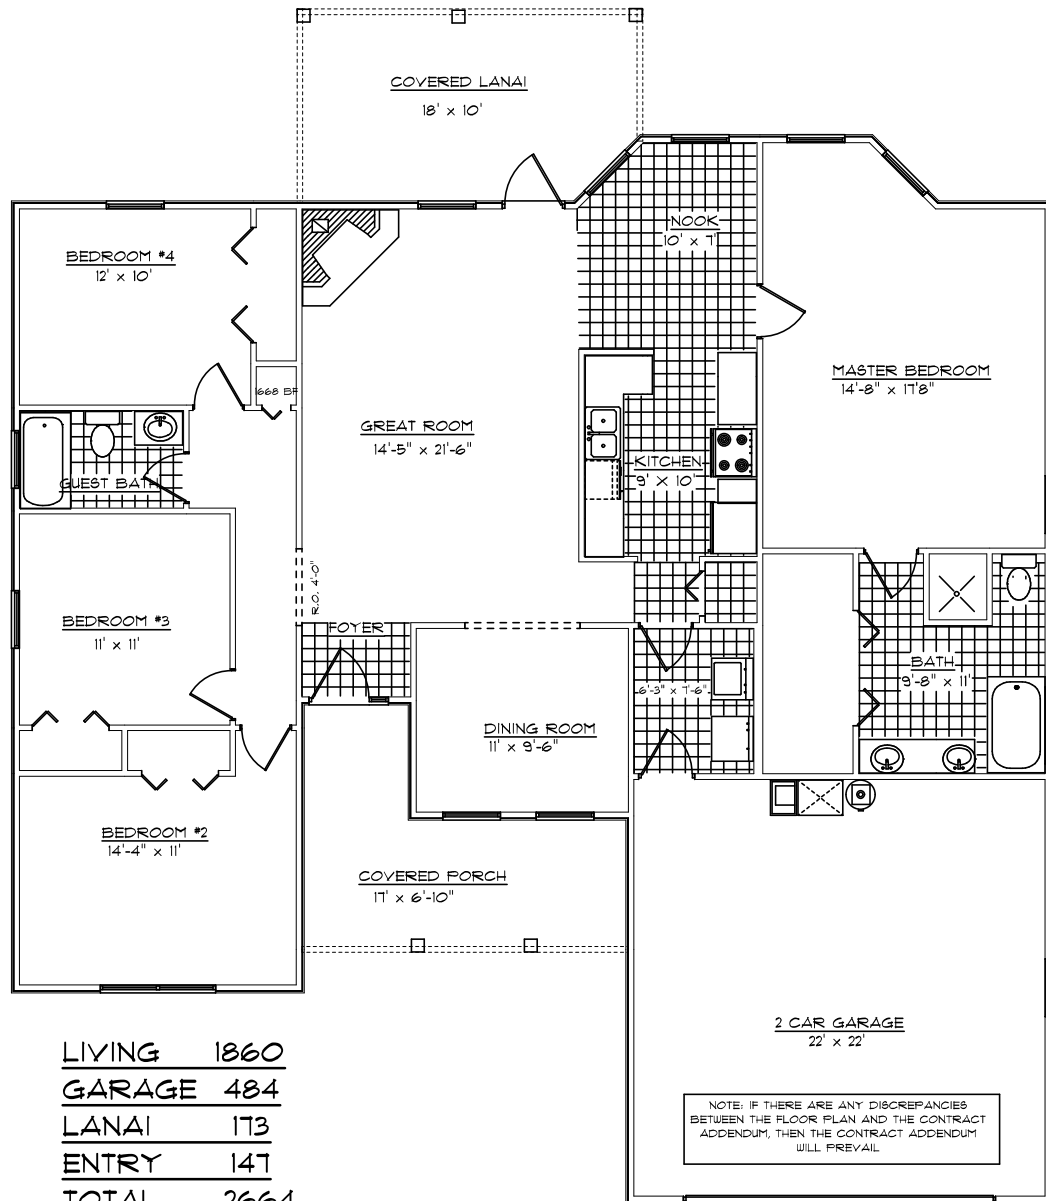 COVERED LANAI
18' x 10'
NOOK
10' x 7'
BEDROOM #4
12' x 10'
MASTER BEDROOM
14'-8" x 17'8"
1668 BF
GREAT ROOM
14'-5" x 21'-6"
KITCHEN
9' X 10'
GUEST BATH
R.O. 4'-0"
BEDROOM #3
11' x 11'
FOYER
BATH
9'-8" x 11'
6'-3" x 7'-6"
DINING ROOM
11' x 9'-6"
BEDROOM #2
14'-4" x 11'
COVERED PORCH
17' x 6'-10"
2 CAR GARAGE
22' x 22'
LIVING 1860
GARAGE 484
LANAI 173
ENTRY 147
TOTAL 2664
NOTE: IF THERE ARE ANY DISCREPANCIES
BETWEEN THE FLOOR PLAN AND THE CONTRACT
ADDENDUM, THEN THE CONTRACT ADDENDUM
WILL PREVAIL